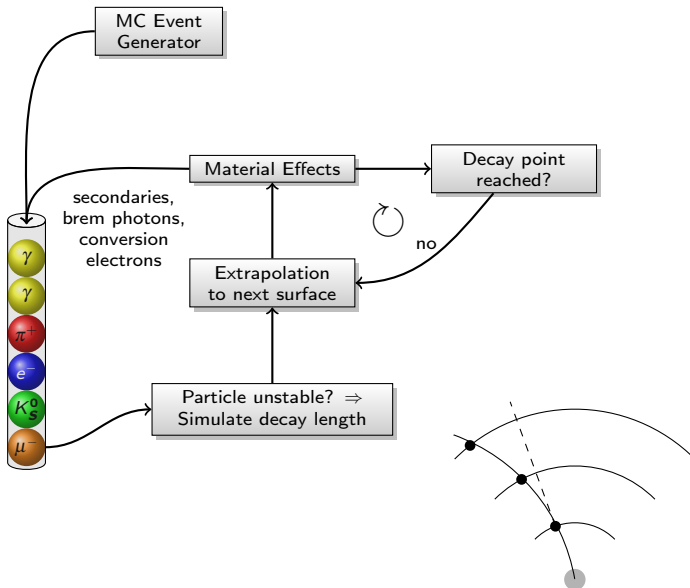 MC Event
Generator
Material Effects
Decay point
reached?
secondaries,
brem photons,
conversion
electrons
no
Extrapolation
to next surface
Particle unstable? ⇒
Simulate decay length
γ
γ
π⁺
e⁻
K⁰ₛ
μ⁻